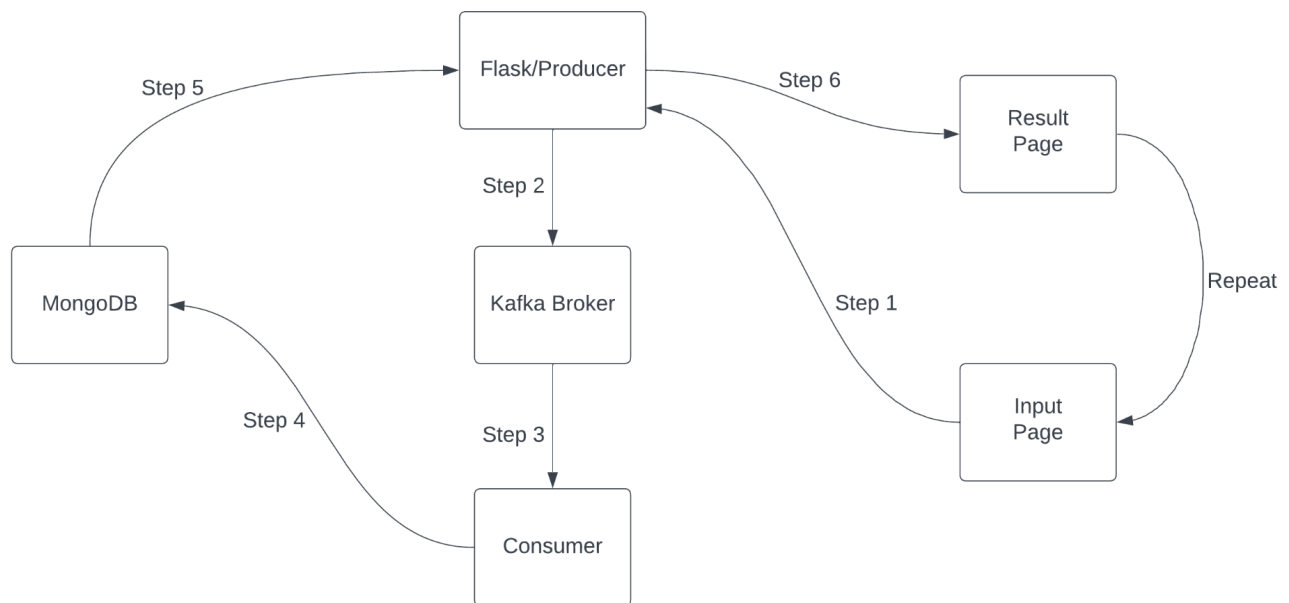 Flask/Producer
Step 5
Step 6
Result
Page
Step 2
Repeat
MongoDB
Kafka Broker
Step 1
Step 4
Step 3
Input
Page
Consumer